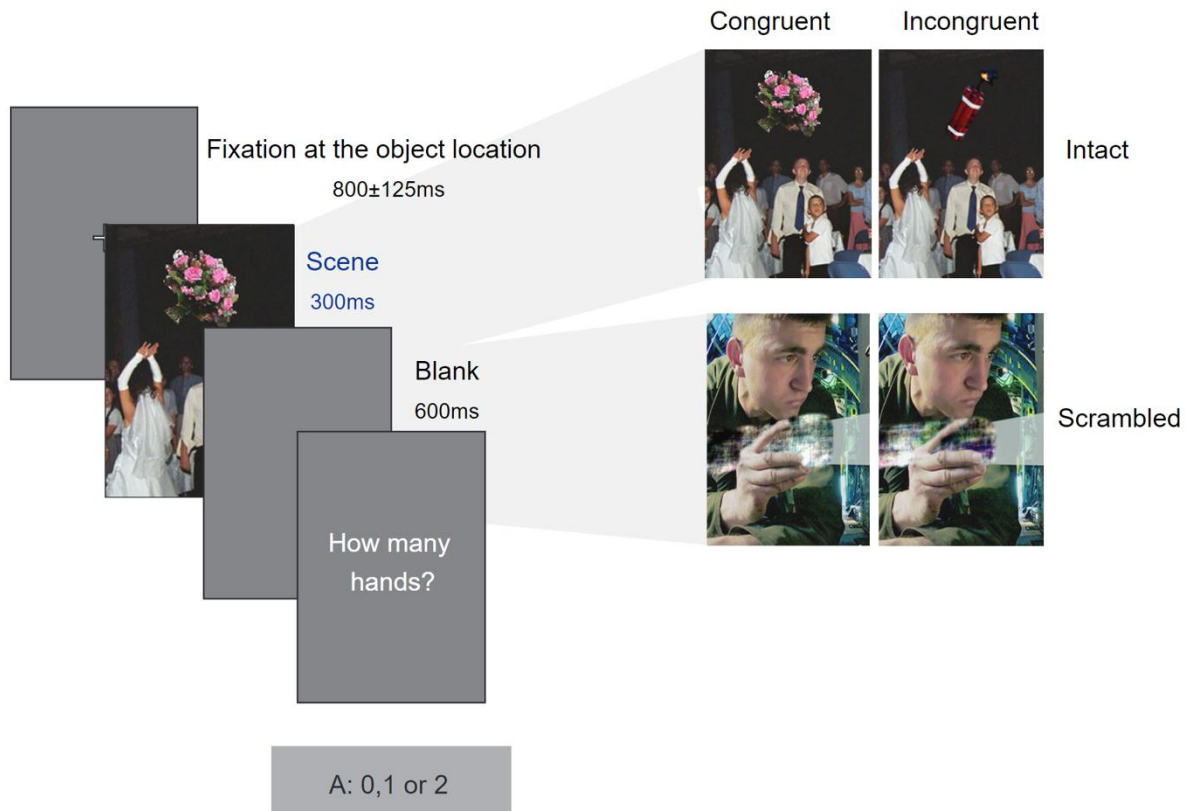 Congruent
Incongruent
Fixation at the object location
800±125ms
Intact
Scene
300ms
Blank
600ms
Scrambled
How many
hands?
A: 0,1 or 2